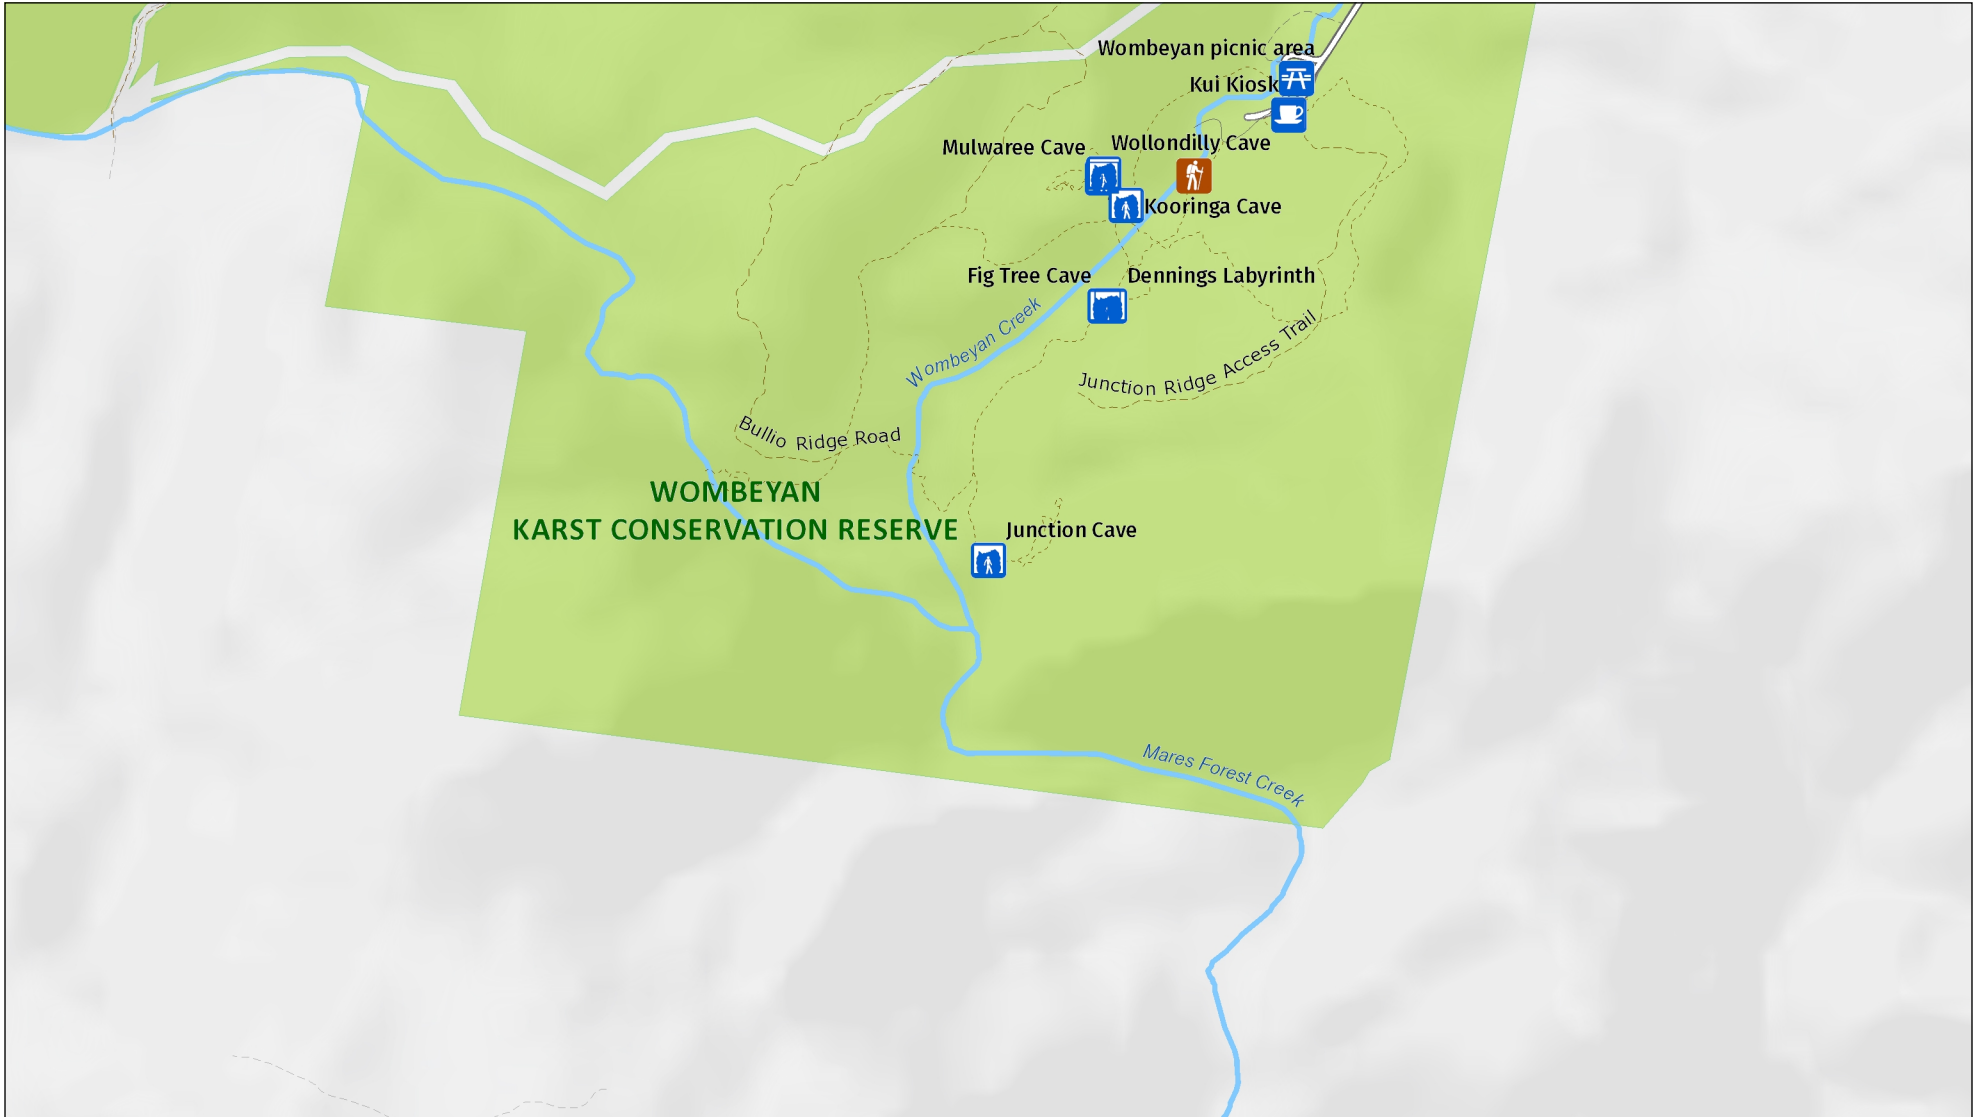 Wombeyan picnic area
Kui Kiosk
Mulwaree Cave
Wollondilly Cave
Kooringa Cave
Fig Tree Cave
Dennings Labyrinth
Wombeyan Creek
Junction Ridge Access Trail
Bullio Ridge Road
WOMBEYAN
KARST CONSERVATION RESERVE
Junction Cave
Mares Forest Creek